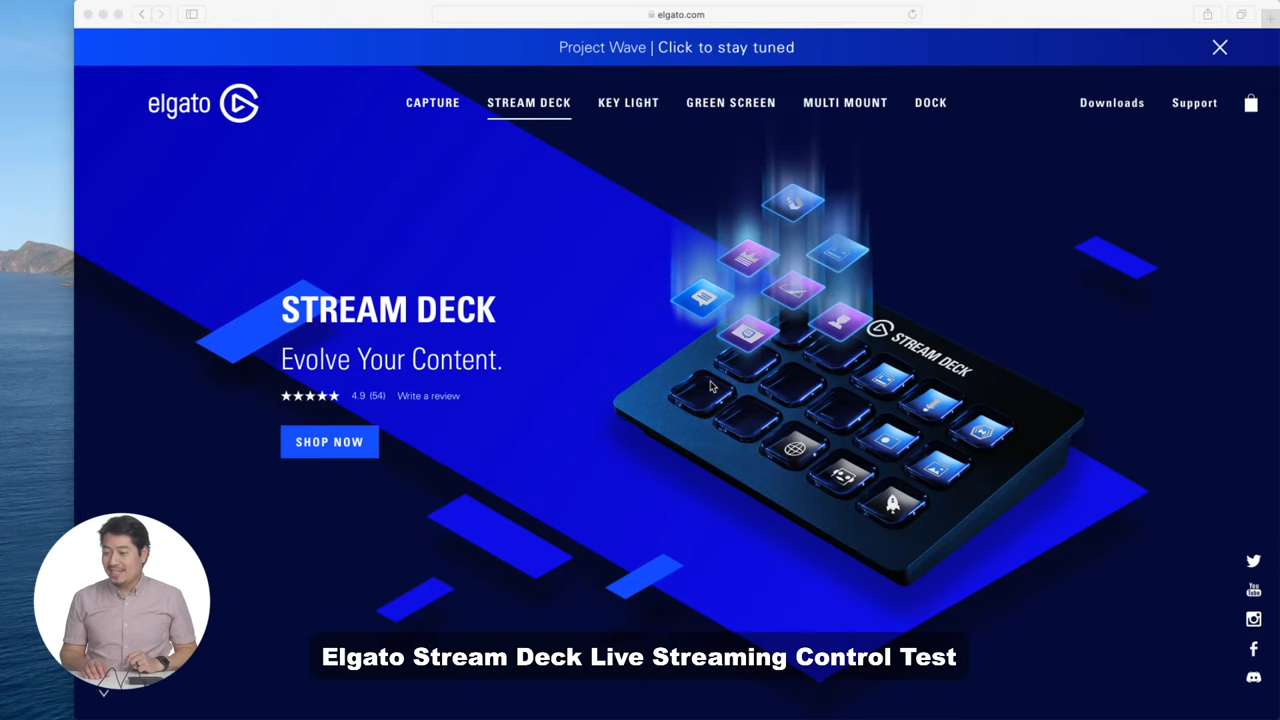 elgato.com
Project Wave | Click to stay tuned
elgato
CAPTURE STREAM DECK KEY LIGHT GREEN SCREEN MULTI MOUNT DOCK
Downloads Support
STREAM DECK
STREAM DECK
Evolve Your Content.
4.9 (54) Write a review
SHOP NOW
You Tube
Elgato Stream Deck Live Streaming Control Test